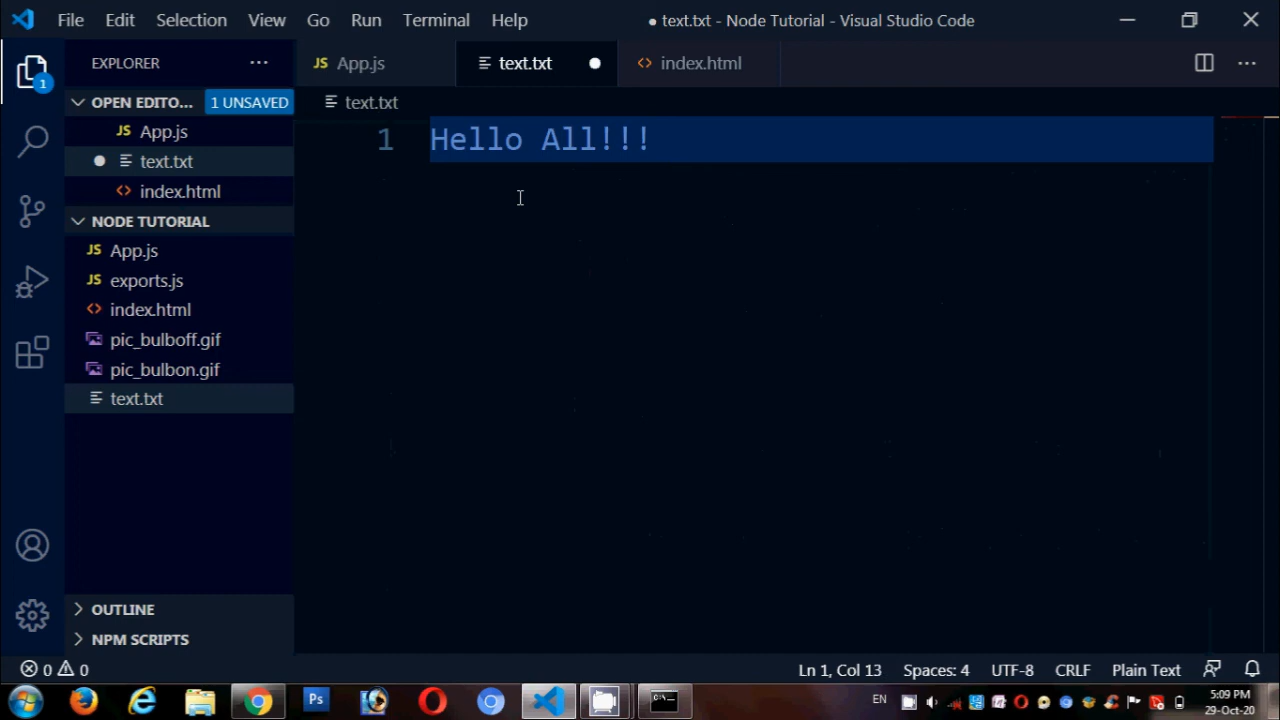 File Edit Selection View Go Run Terminal Help
● text.txt - Node Tutorial - Visual Studio Code
EXPLORER
JS App.js
text.txt
index.html
1
OPEN EDITO...
1 UNSAVED
JS App.js
text.txt
index.html
NODE TUTORIAL
JS App.js
JS exports.js
index.html
pic_bulboff.gif
pic_bulbon.gif
text.txt
OUTLINE
NPM SCRIPTS
text.txt
1 Hello All!!!
0 0
Ln 1, Col 13 Spaces: 4 UTF-8 CRLF Plain Text
Ps
C:\
EN
5:09 PM
29-Oct-20